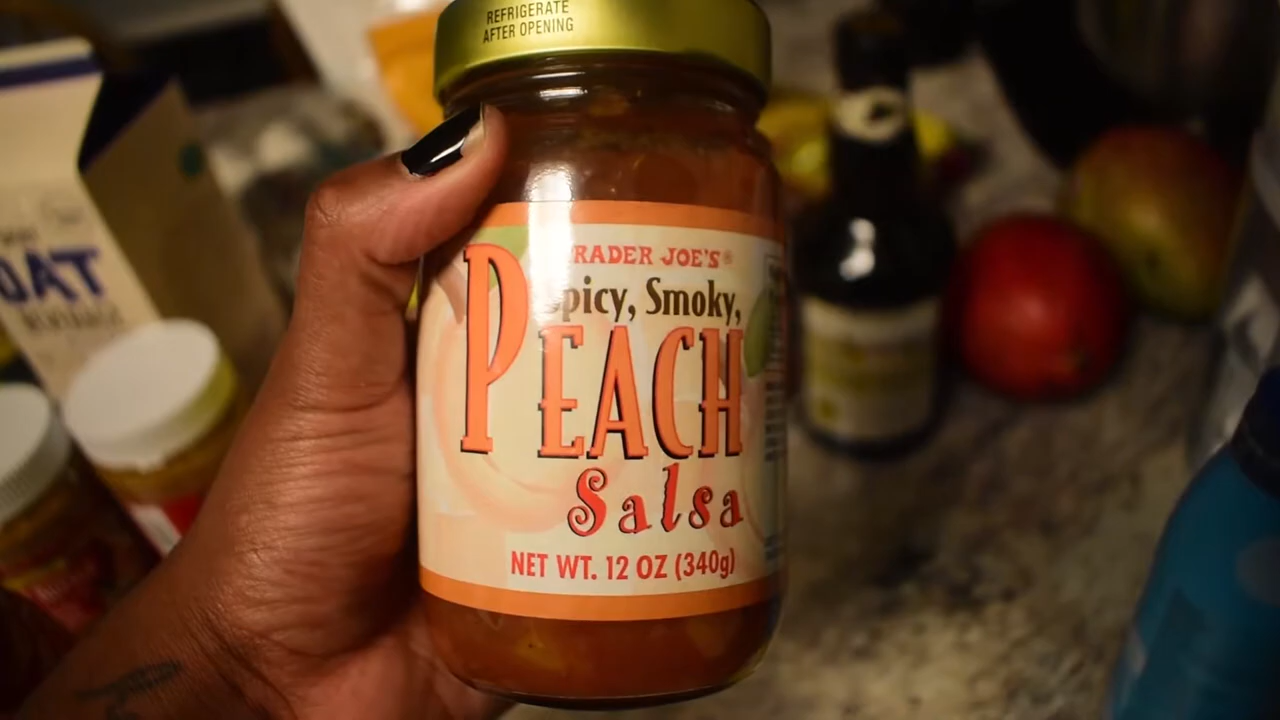 REFRIGERATE
AFTER OPENING
TRADER JOE'S®
Spicy, Smoky,
PEACH
Salsa
NET WT. 12 OZ (340g)
OAT